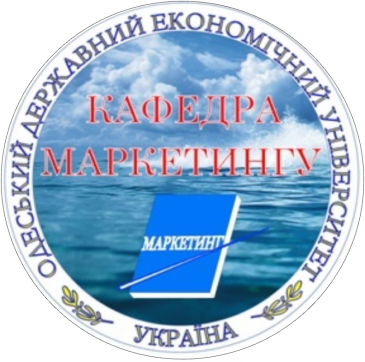 ОДЕСЬКИЙ ДЕРЖАВНИЙ ЕКОНОМІЧНИЙ УНІВЕРСИТЕТ
КАФЕДРА
МАРКЕТИНГУ
МАРКЕТИНГ
УКРАЇНА